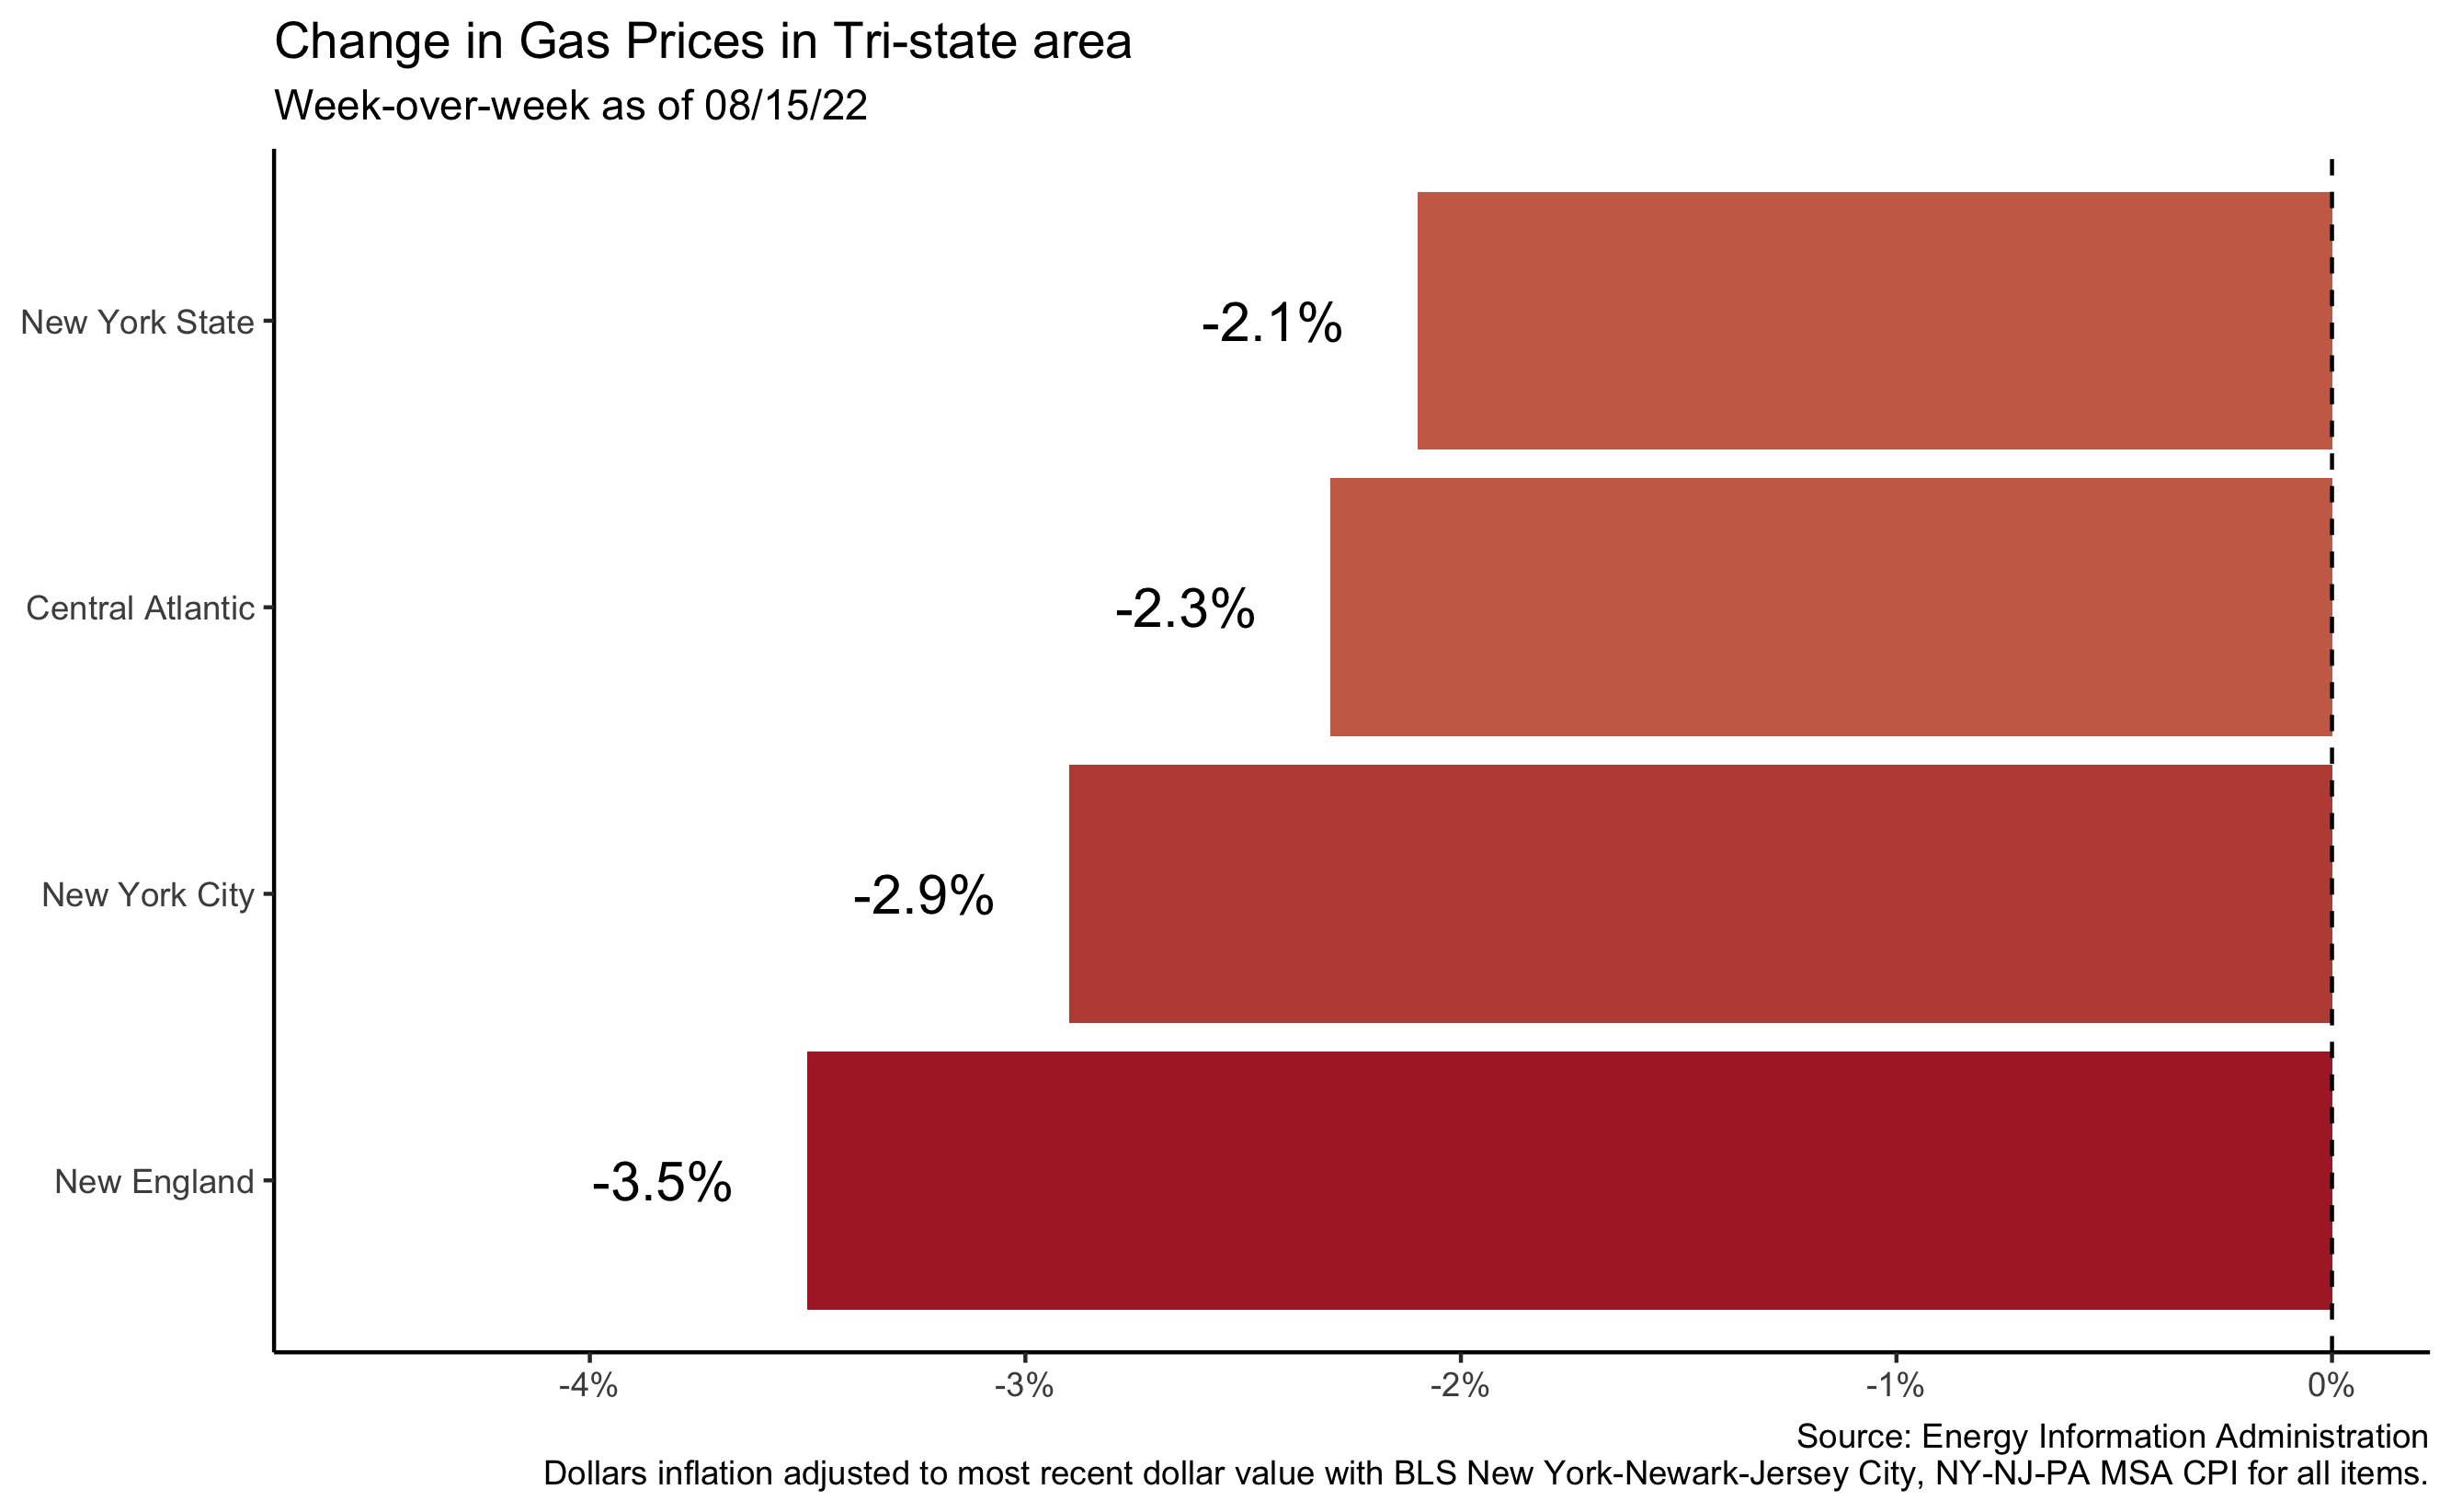 Change in Gas Prices in Tri-state area
Week-over-week as of 08/15/22
New York State
-2.1%
Central Atlantic
-2.3%
New York City
-2.9%
New England
-3.5%
-4%
-3%
-2%
-1%
0%
Source: Energy Information Administration
Dollars inflation adjusted to most recent dollar value with BLS New York-Newark-Jersey City, NY-NJ-PA MSA CPI for all items.